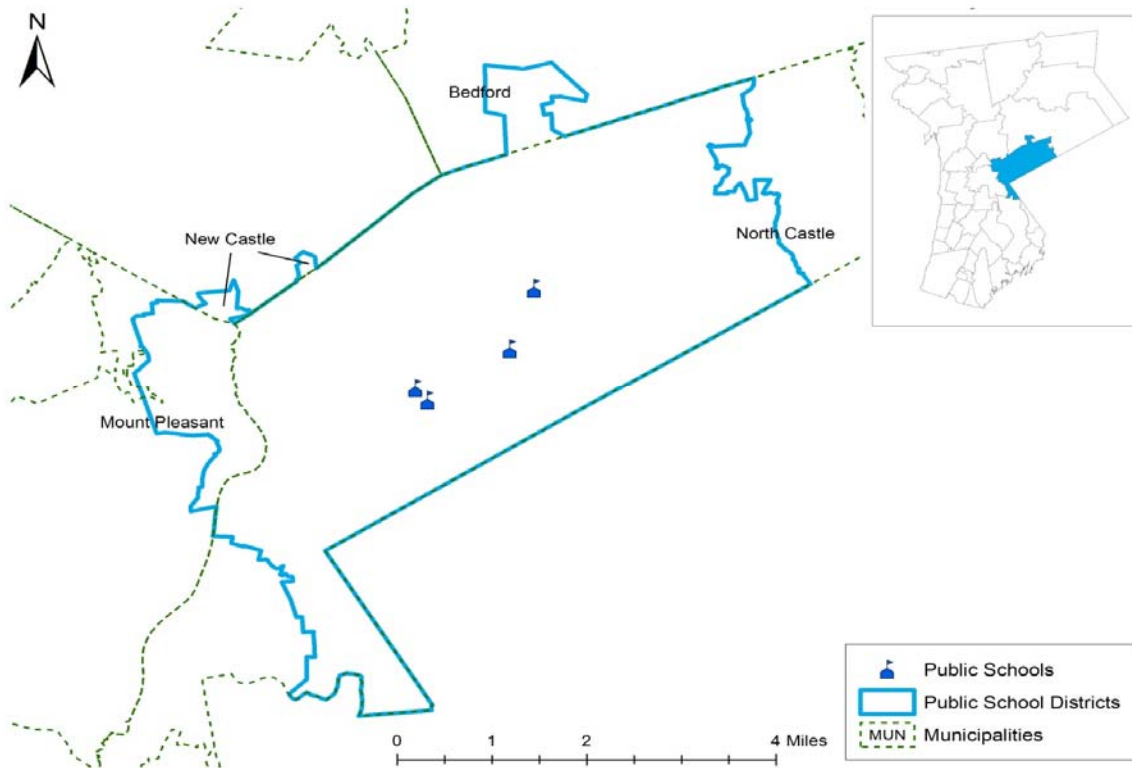 N
Bedford
New Castle
North Castle
Mount Pleasant
Public Schools
Public School Districts
MUN Municipalities
0 1 2 4 Miles